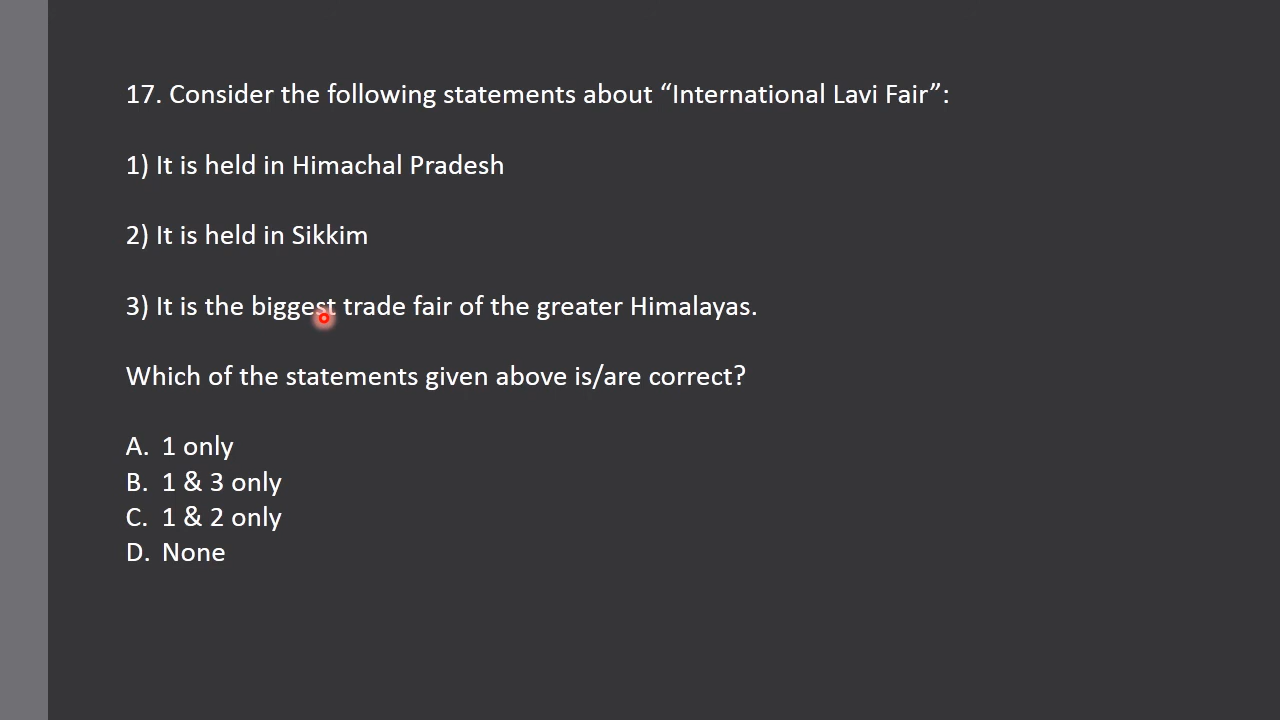 17. Consider the following statements about “International Lavi Fair”:
1) It is held in Himachal Pradesh
2) It is held in Sikkim
3) It is the biggest trade fair of the greater Himalayas.
Which of the statements given above is/are correct?
A. 1 only
B. 1 & 3 only
C. 1 & 2 only
D. None